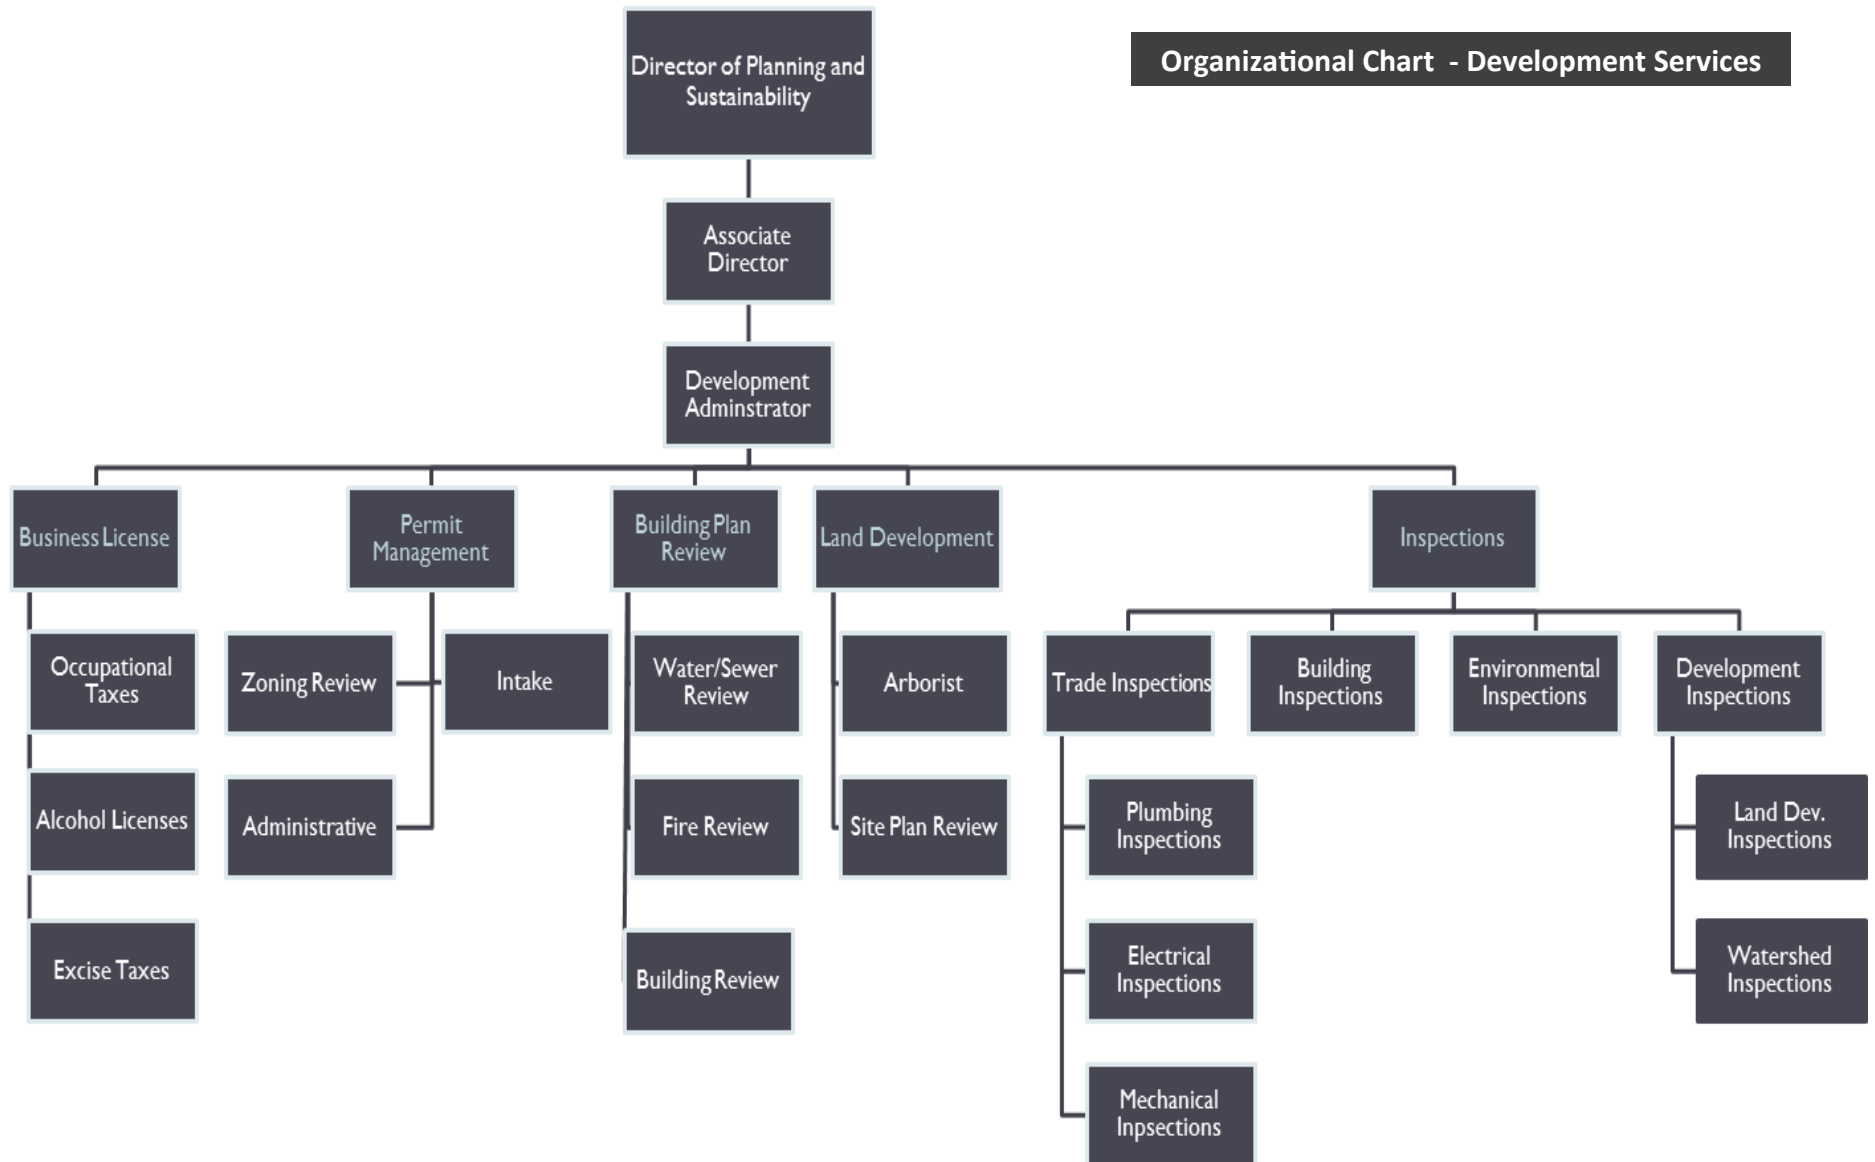 Organizational Chart - Development Services
Director of Planning and
Sustainability
Associate
Director
Development
Adminstrator
Business License
Permit
Management
Building Plan
Review
Land Development
Inspections
Occupational
Taxes
Zoning Review
Intake
Water/Sewer
Review
Arborist
Trade Inspections
Building
Inspections
Environmental
Inspections
Development
Inspections
Alcohol Licenses
Administrative
Fire Review
Site Plan Review
Plumbing
Inspections
Land Dev.
Inspections
Excise Taxes
Building Review
Electrical
Inspections
Watershed
Inspections
Mechanical
Inpsections